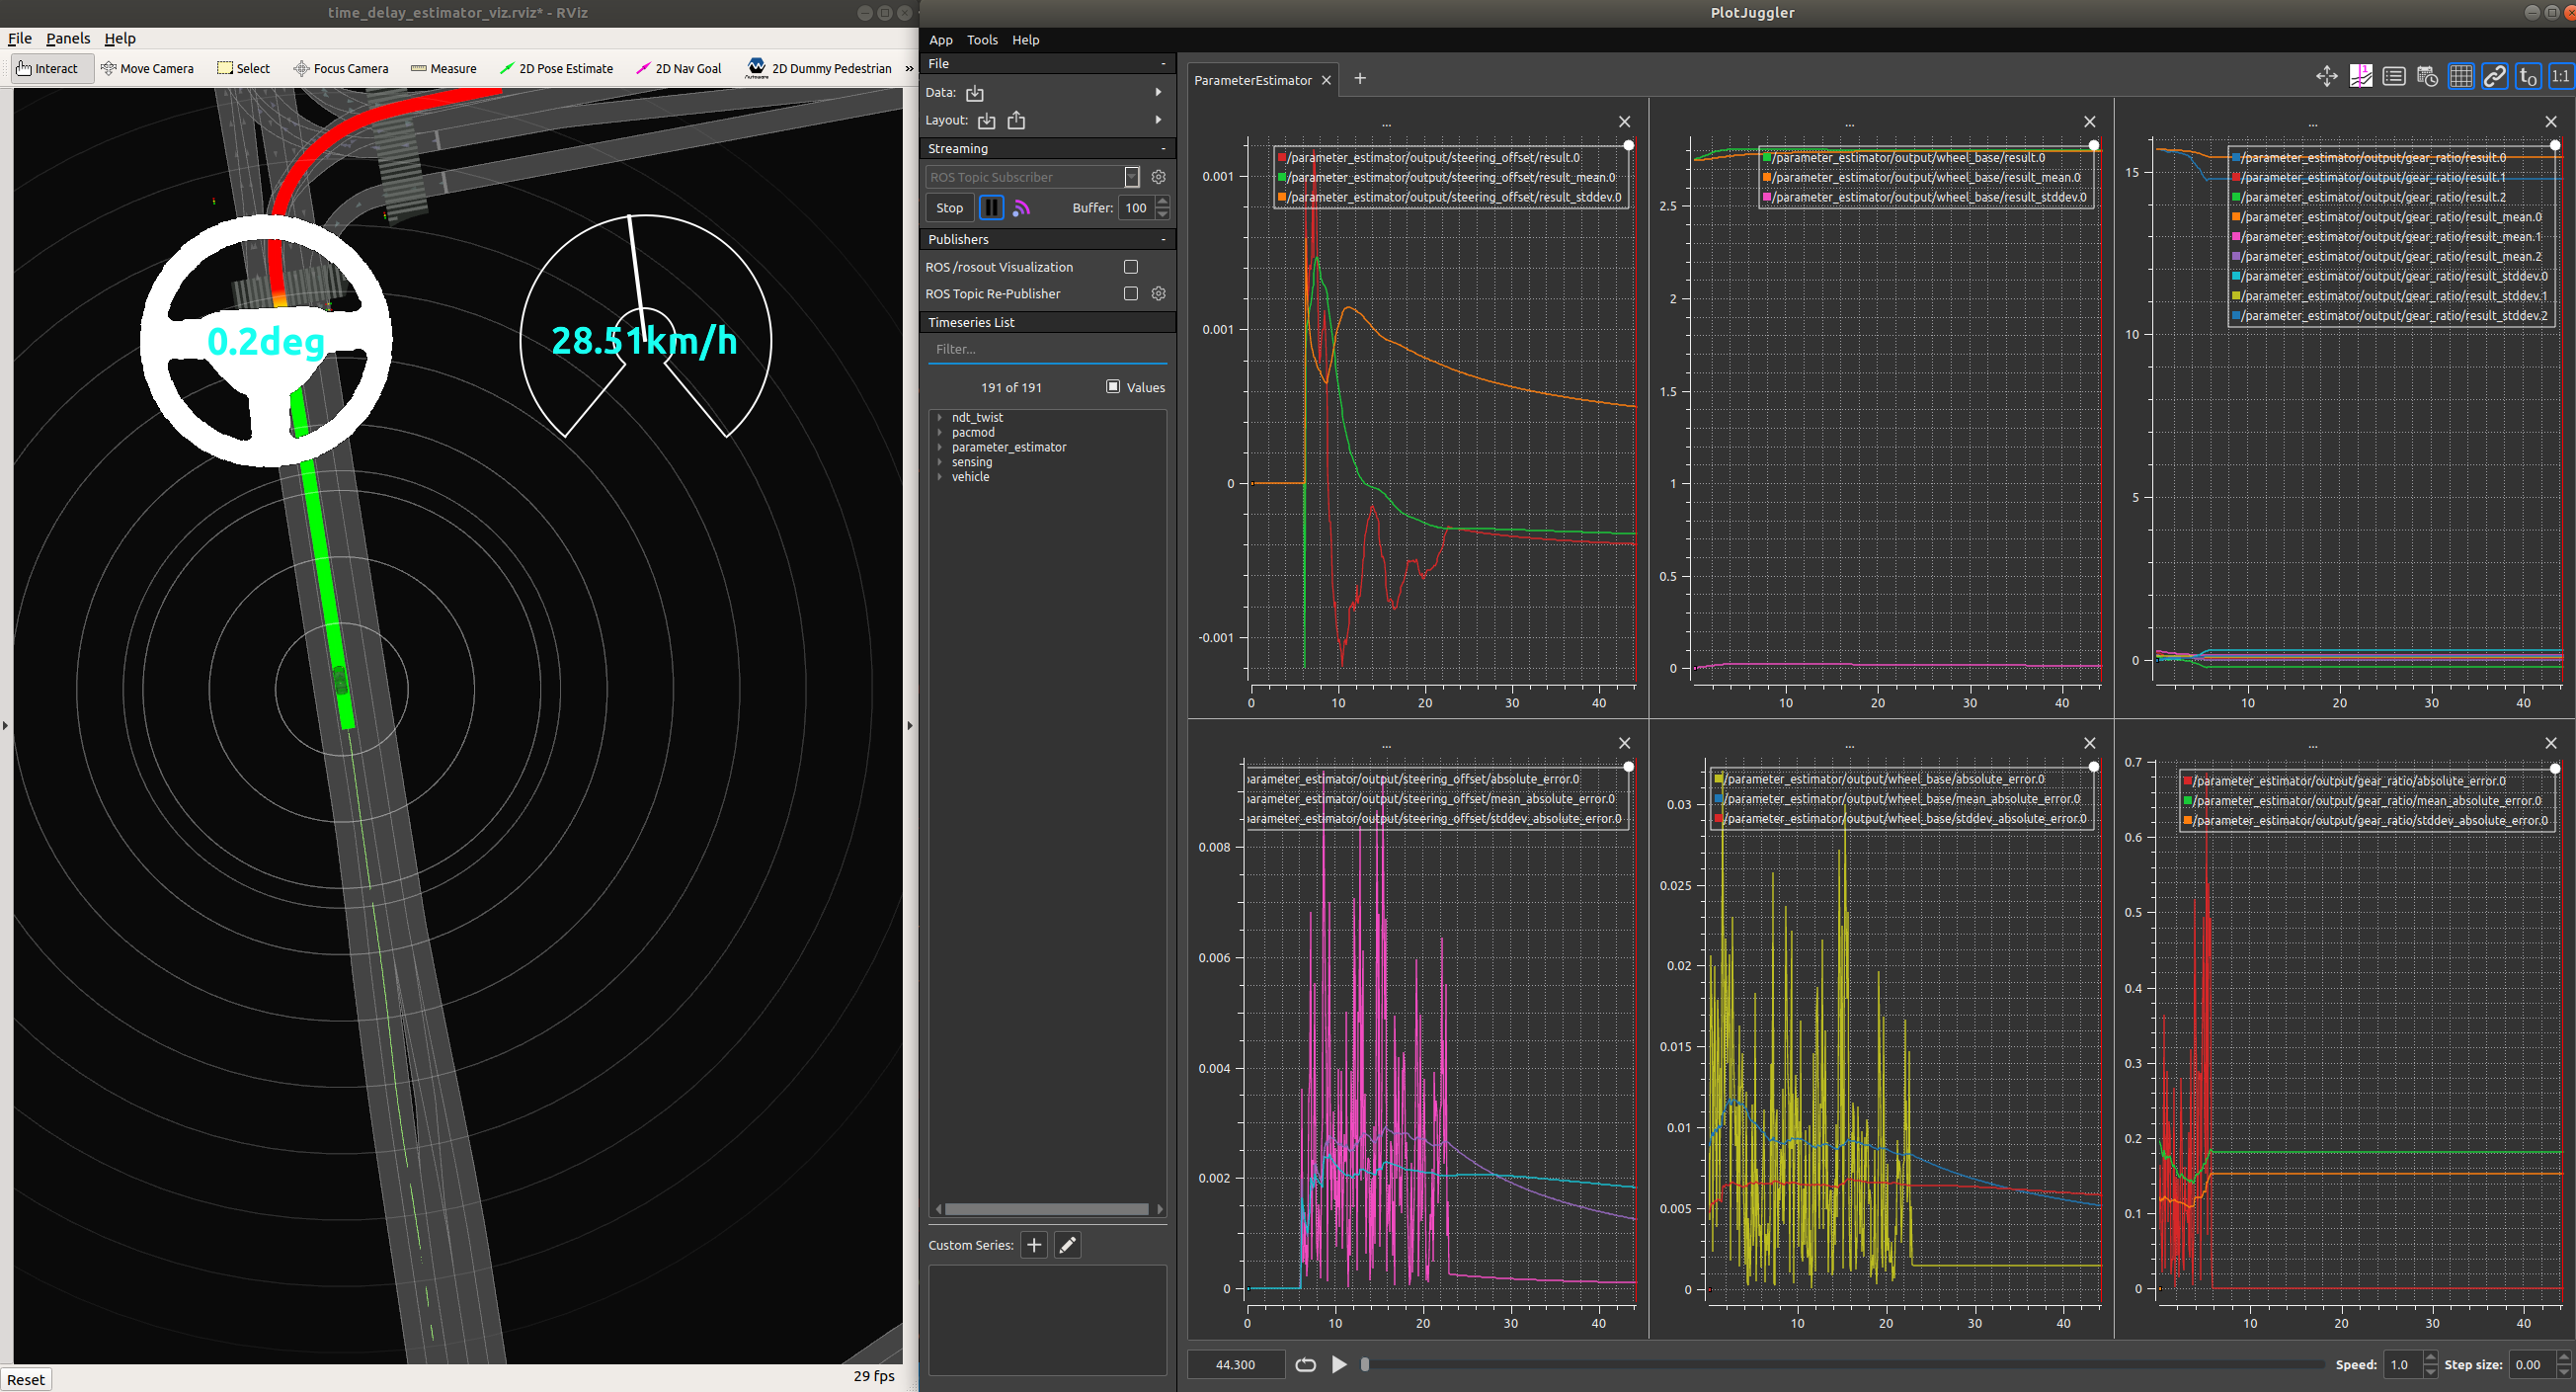 time_delay_estimator_viz.rviz* - RViz
File Panels Help
Interact Move Camera Select Focus Camera Measure 2D Pose Estimate 2D Nav Goal Autoware 2D Dummy Pedestrian »
0.2deg
28.51km/h
Reset
29 fps
PlotJuggler
App Tools Help
File -
Data:
Layout:
Streaming -
ROS Topic Subscriber
Stop Buffer: 100
Publishers -
ROS /rosout Visualization
ROS Topic Re-Publisher
Timeseries List
Filter...
191 of 191 Values
ndt_twist
pacmod
parameter_estimator
sensing
vehicle
Custom Series:
ParameterEstimator
t0 1:1
...
/parameter_estimator/output/steering_offset/result.0
/parameter_estimator/output/steering_offset/result_mean.0
/parameter_estimator/output/steering_offset/result_stddev.0
0.001
0.001
0
-0.001
0 10 20 30 40
...
/parameter_estimator/output/wheel_base/result.0
/parameter_estimator/output/wheel_base/result_mean.0
/parameter_estimator/output/wheel_base/result_stddev.0
2.5
2
1.5
1
0.5
0
10 20 30 40
...
/parameter_estimator/output/gear_ratio/result.0
/parameter_estimator/output/gear_ratio/result.1
/parameter_estimator/output/gear_ratio/result.2
/parameter_estimator/output/gear_ratio/result_mean.0
/parameter_estimator/output/gear_ratio/result_mean.1
/parameter_estimator/output/gear_ratio/result_mean.2
/parameter_estimator/output/gear_ratio/result_stddev.0
/parameter_estimator/output/gear_ratio/result_stddev.1
/parameter_estimator/output/gear_ratio/result_stddev.2
15
10
5
0
10 20 30 40
...
parameter_estimator/output/steering_offset/absolute_error.0
parameter_estimator/output/steering_offset/mean_absolute_error.0
parameter_estimator/output/steering_offset/stddev_absolute_error.0
0.008
0.006
0.004
0.002
0
0 10 20 30 40
...
/parameter_estimator/output/wheel_base/absolute_error.0
/parameter_estimator/output/wheel_base/mean_absolute_error.0
/parameter_estimator/output/wheel_base/stddev_absolute_error.0
0.03
0.025
0.02
0.015
0.01
0.005
0
10 20 30 40
...
/parameter_estimator/output/gear_ratio/absolute_error.0
/parameter_estimator/output/gear_ratio/mean_absolute_error.0
/parameter_estimator/output/gear_ratio/stddev_absolute_error.0
0.7
0.6
0.5
0.4
0.3
0.2
0.1
0
10 20 30 40
44.300 Speed: 1.0 Step size: 0.00